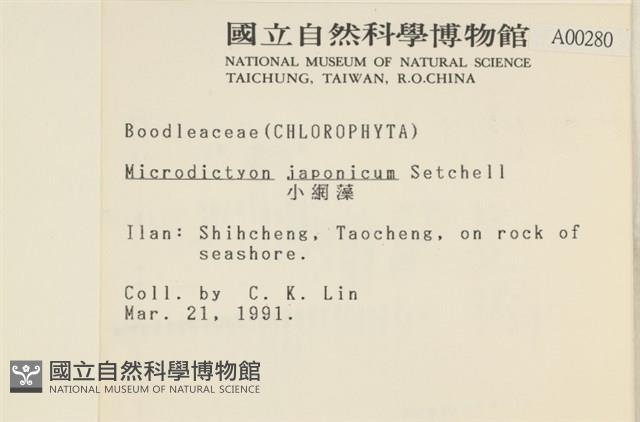 國立自然科學博物館 A00280
NATIONAL MUSEUM OF NATURAL SCIENCE
TAICHUNG, TAIWAN, R.O.CHINA
Boodleaceae(CHLOROPHYTA)
Microdictyon japonicum Setchell
小網藻
Ilan: Shihcheng, Taocheng, on rock of
seashore.
Coll. by C. K. Lin
Mar. 21, 1991.
國立自然科學博物館
NATIONAL MUSEUM OF NATURAL SCIENCE